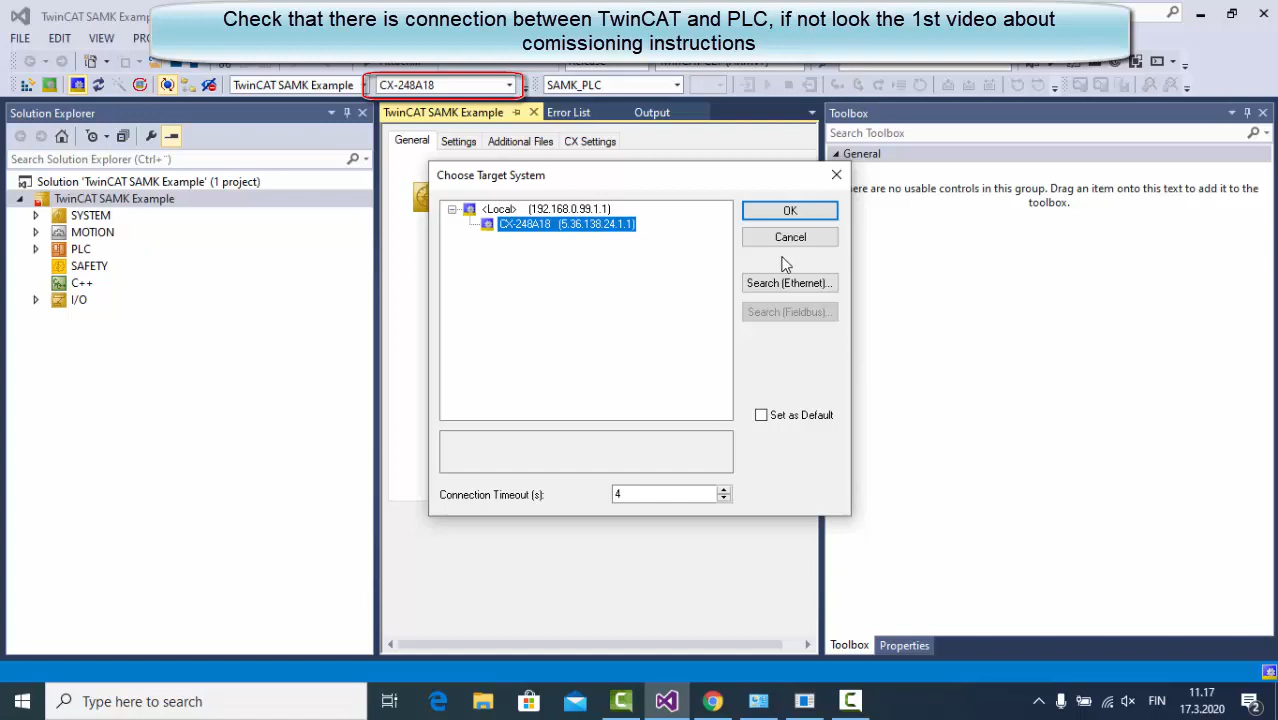 Check that there is connection between TwinCAT and PLC, if not look the 1st video about
comissioning instructions
FILE EDIT VIEW
TwinCAT SAMK Example CX-248A18 SAMK_PLC
Solution Explorer
Search Solution Explorer (Ctrl+¨)
Solution 'TwinCAT SAMK Example' (1 project)
TwinCAT SAMK Example
SYSTEM
MOTION
PLC
SAFETY
C++
I/O
TwinCAT SAMK Example Error List Output
General Settings Additional Files CX Settings
Choose Target System
<Local> (192.168.0.99.1.1)
CX-248A18 (5.36.138.24.1.1)
OK
Cancel
Search (Ethernet)...
Search (Fieldbus)...
Set as Default
Connection Timeout (s): 4
Toolbox
Search Toolbox
General
here are no usable controls in this group. Drag an item onto this text to add it to the
toolbox.
Toolbox Properties
Type here to search
FIN
11.17
17.3.2020
2